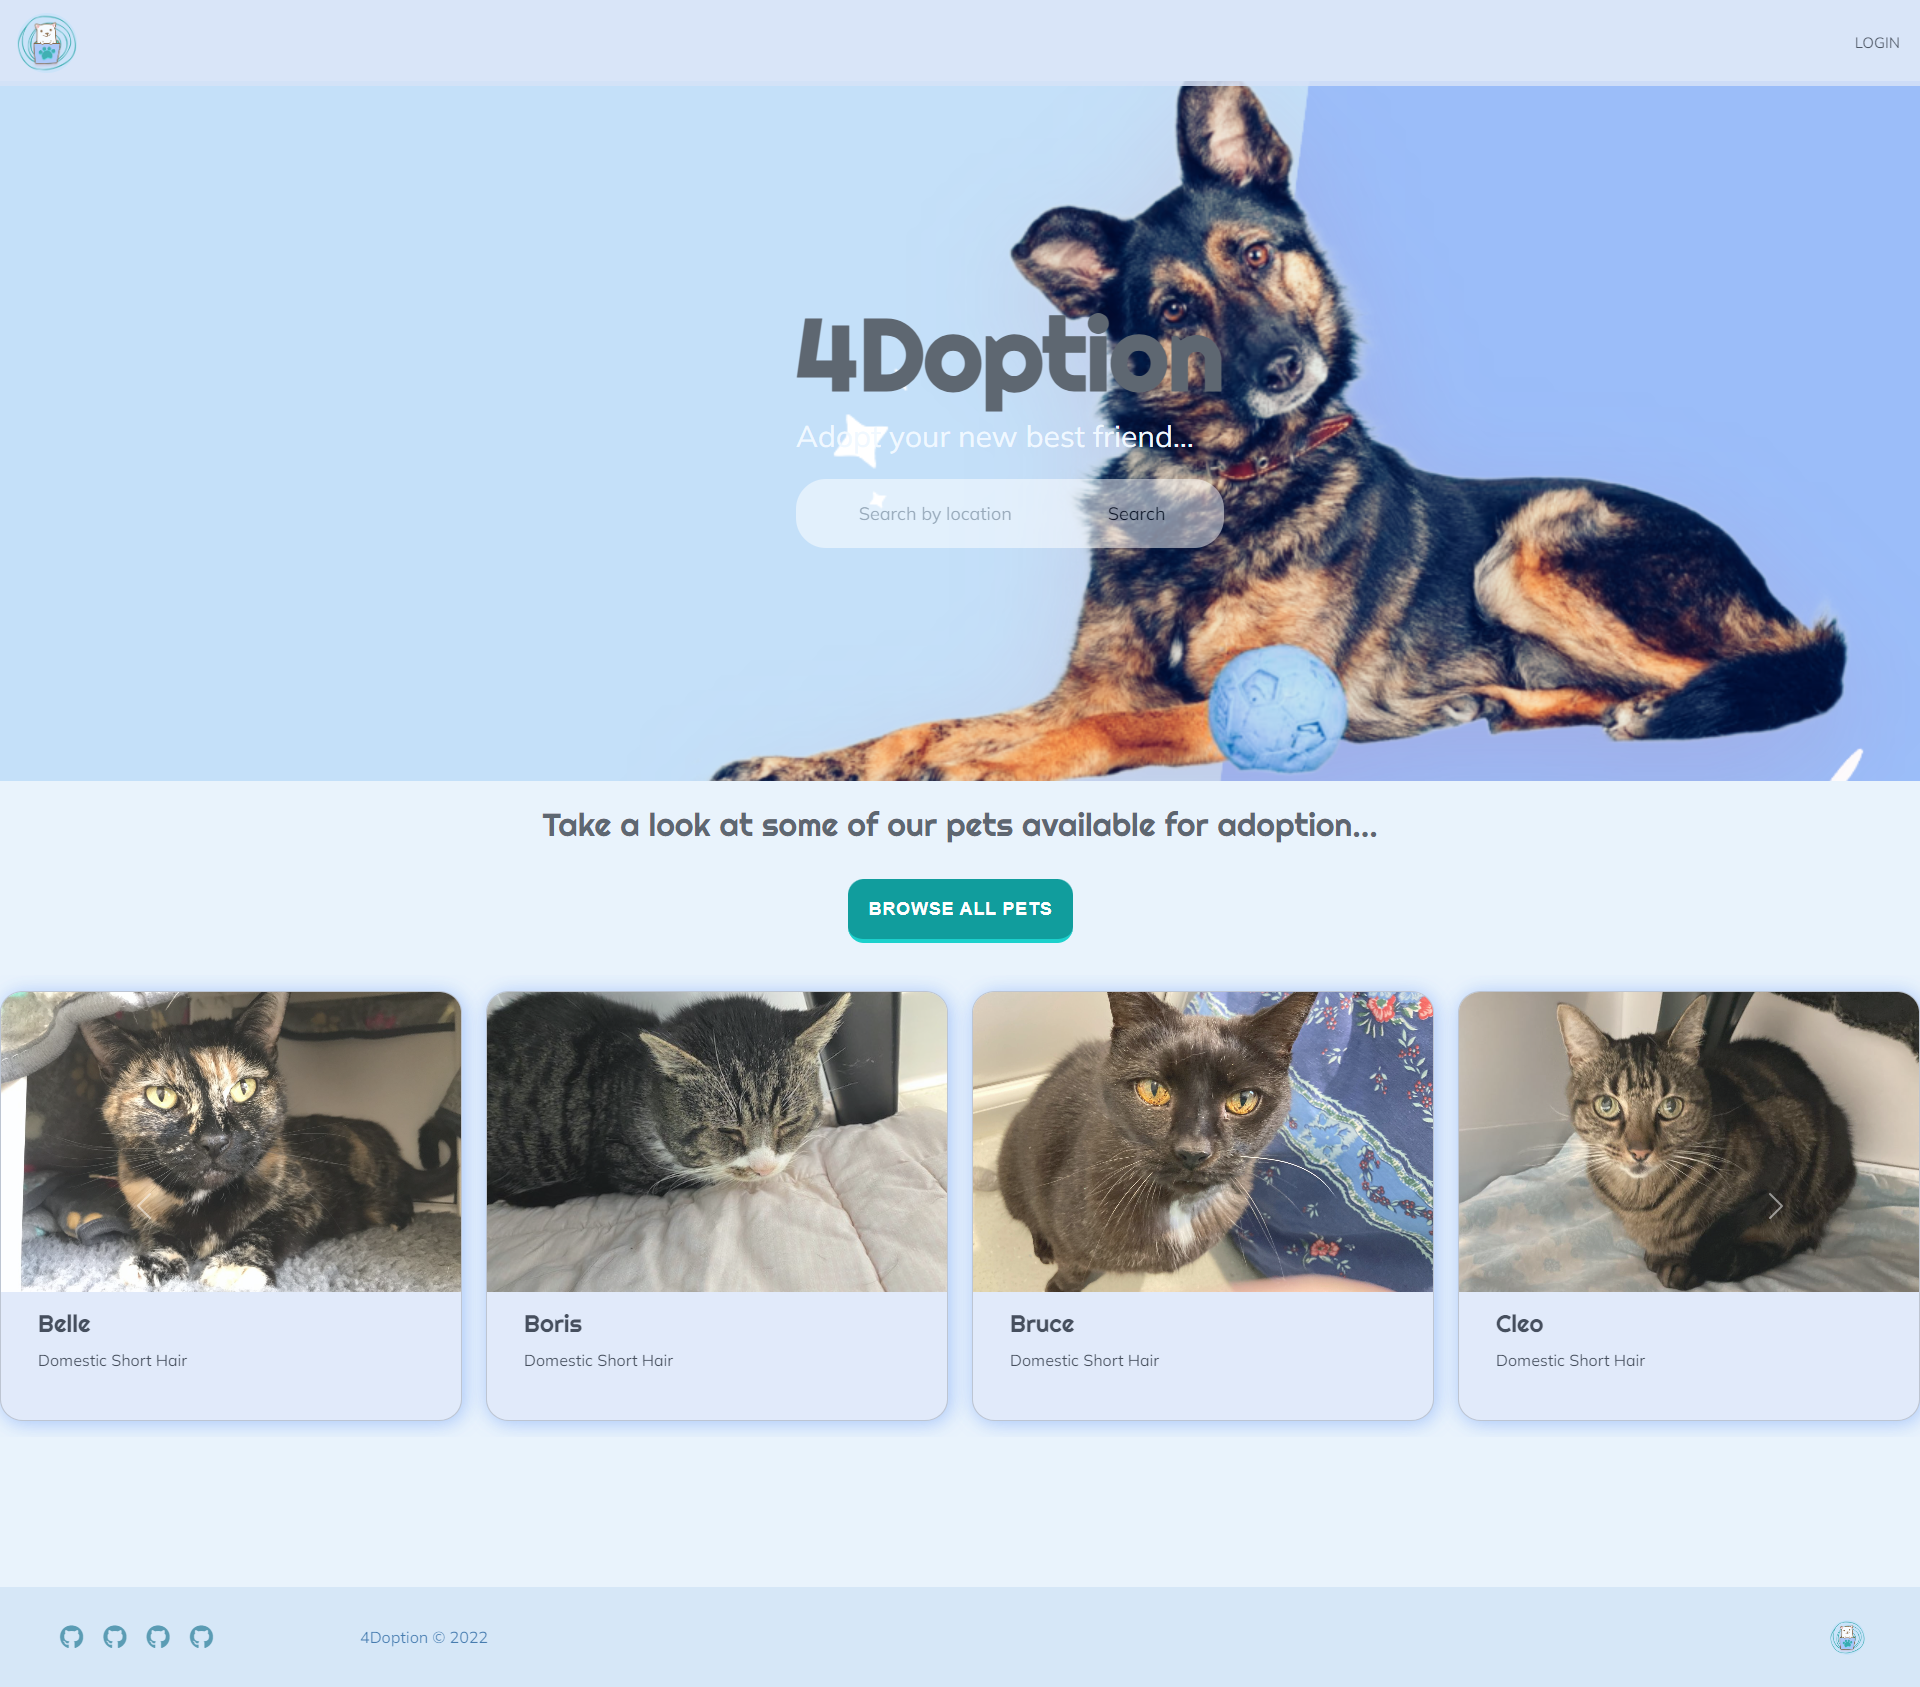 LOGIN
4Doption
Adopt your new best friend...
Search by location
Search
Take a look at some of our pets available for adoption...
BROWSE ALL PETS
Belle
Domestic Short Hair
Boris
Domestic Short Hair
Bruce
Domestic Short Hair
Cleo
Domestic Short Hair
4Doption © 2022